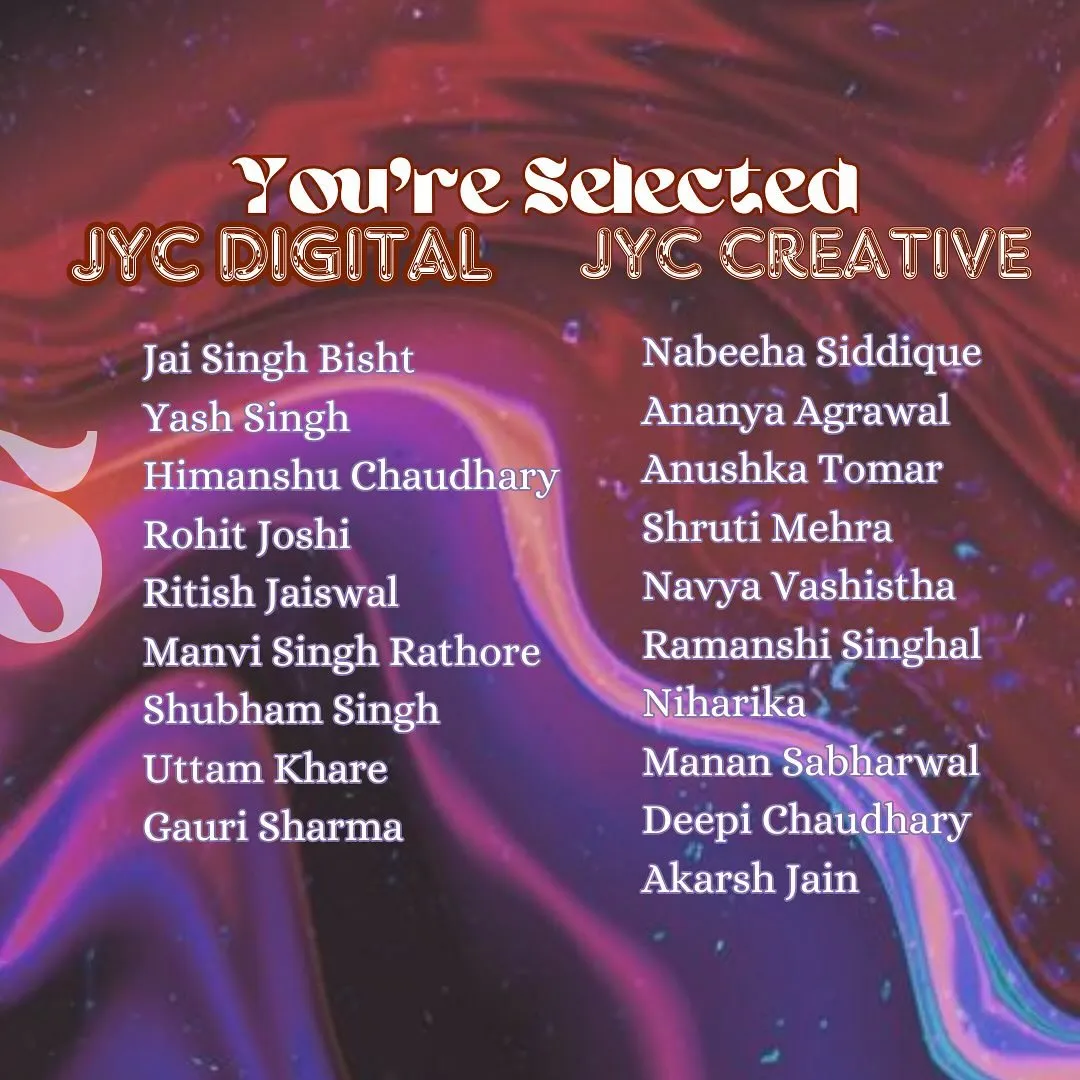 You're Selected
JYC DIGITAL
Jai Singh Bisht
Yash Singh
Himanshu Chaudhary
Rohit Joshi
Ritish Jaiswal
Manvi Singh Rathore
Shubham Singh
Uttam Khare
Gauri Sharma
JYC CREATIVE
Nabeeha Siddique
Ananya Agrawal
Anushka Tomar
Shruti Mehra
Navya Vashistha
Ramanshi Singhal
Niharika
Manan Sabharwal
Deepi Chaudhary
Akarsh Jain